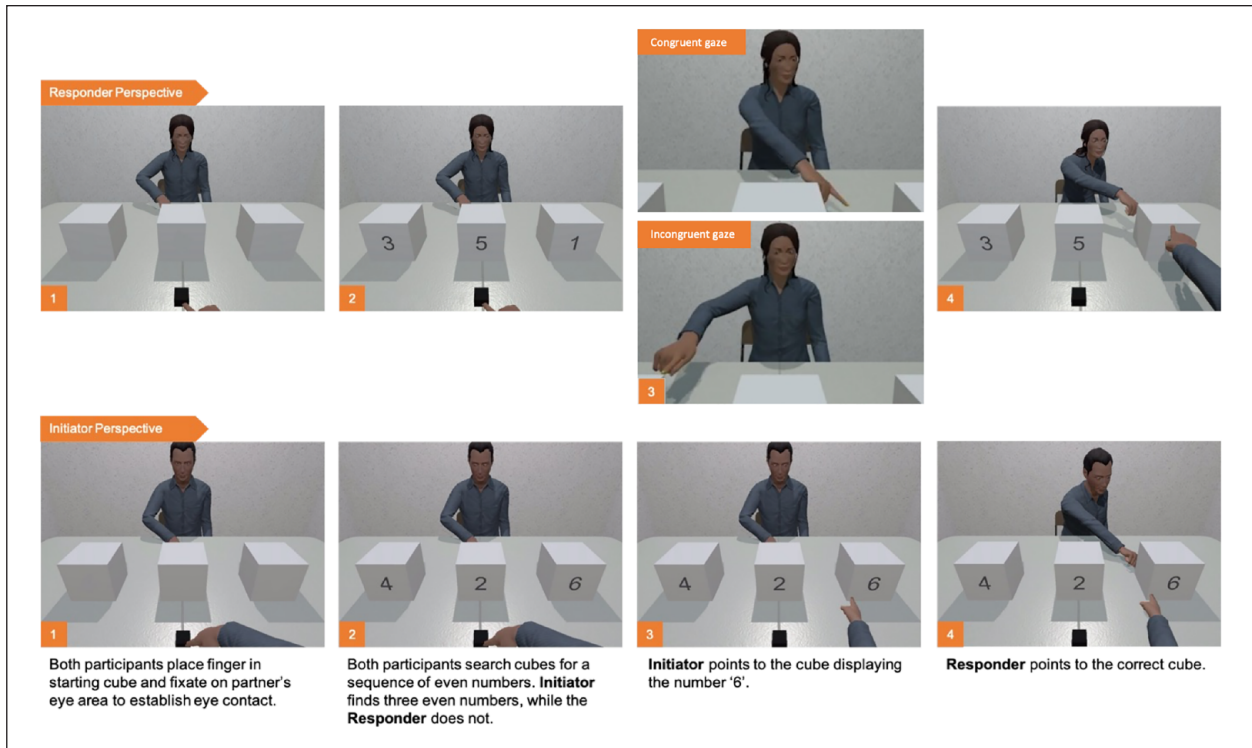 Congruent gaze
Responder Perspective
3 5 1
3 5
1
2
Incongruent gaze
3
4
Initiator Perspective
4 2 6
4 2 6
4 2 6
1
2
3
4
Both participants place finger in
starting cube and fixate on partner's
eye area to establish eye contact.
Both participants search cubes for a
sequence of even numbers. Initiator
finds three even numbers, while the
Responder does not.
Initiator points to the cube displaying
the number ‘6’.
Responder points to the correct cube.